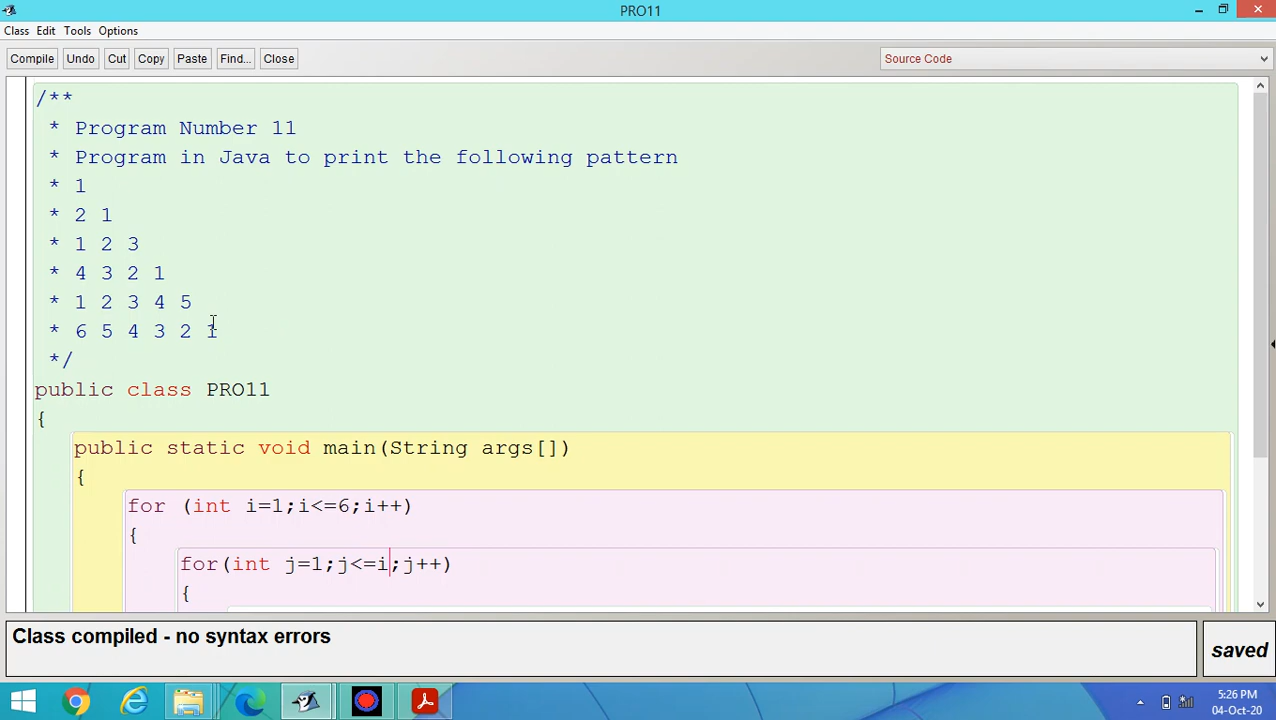 PRO11
Class Edit Tools Options
Compile Undo Cut Copy Paste Find... Close Source Code
/**
* Program Number 11
* Program in Java to print the following pattern
* 1
* 2 1
* 1 2 3
* 4 3 2 1
* 1 2 3 4 5
* 6 5 4 3 2 1
*/
public class PRO11
{
public static void main(String args[])
{
for (int i=1;i<=6;i++)
{
for(int j=1;j<=i;j++)
{
Class compiled - no syntax errors
saved
5:26 PM
04-Oct-20